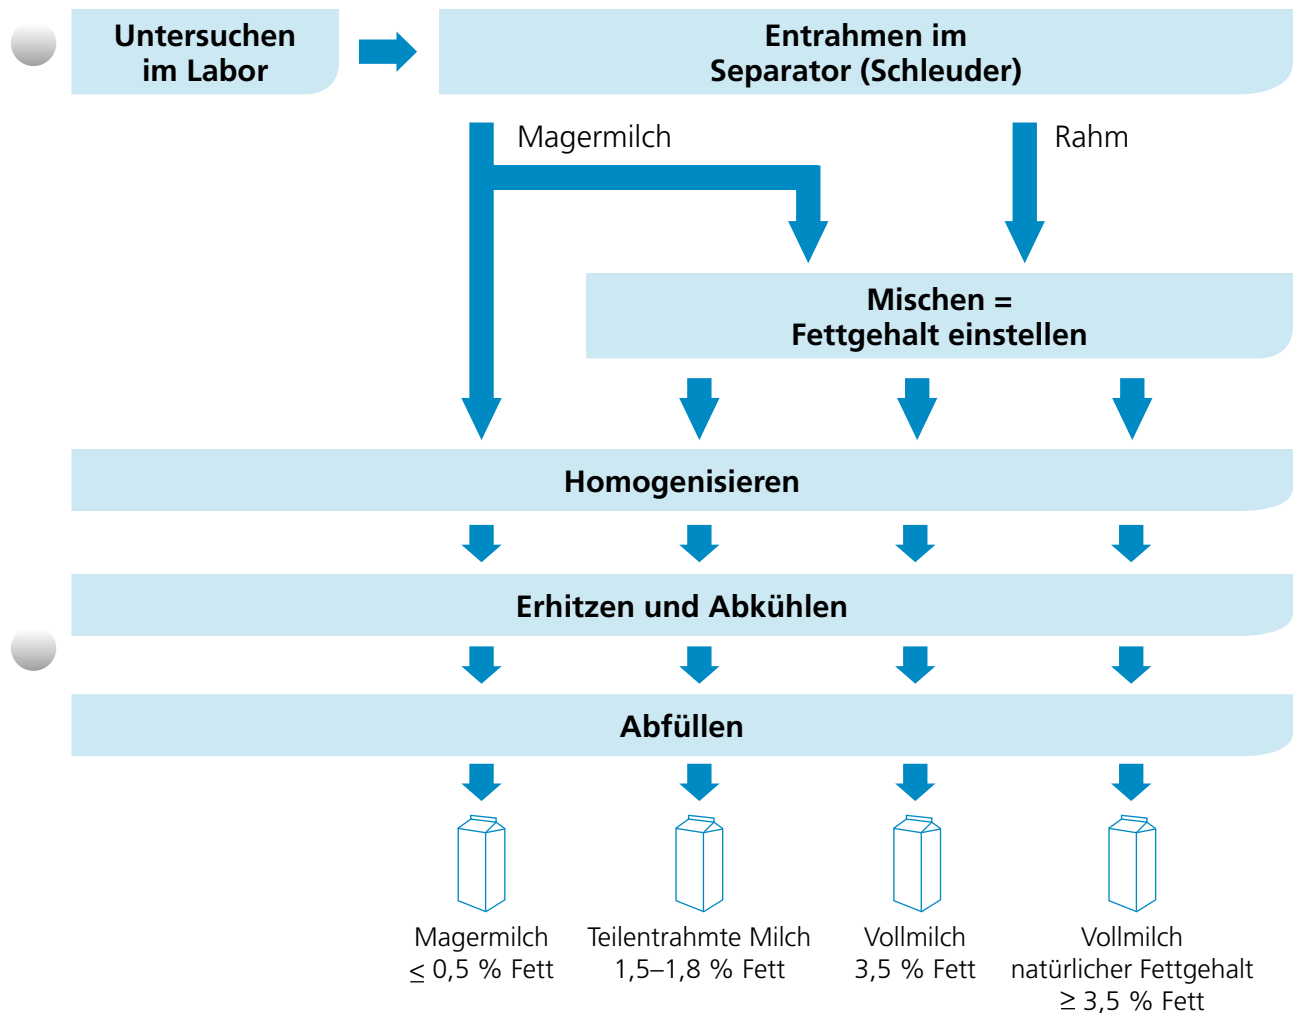 Untersuchen
im Labor
Entrahmen im
Separator (Schleuder)
Magermilch
Rahm
Mischen =
Fettgehalt einstellen
Homogenisieren
Erhitzen und Abkühlen
Abfüllen
Magermilch
≤ 0,5 % Fett
Teilentrahmte Milch
1,5–1,8 % Fett
Vollmilch
3,5 % Fett
Vollmilch
natürlicher Fettgehalt
≥ 3,5 % Fett